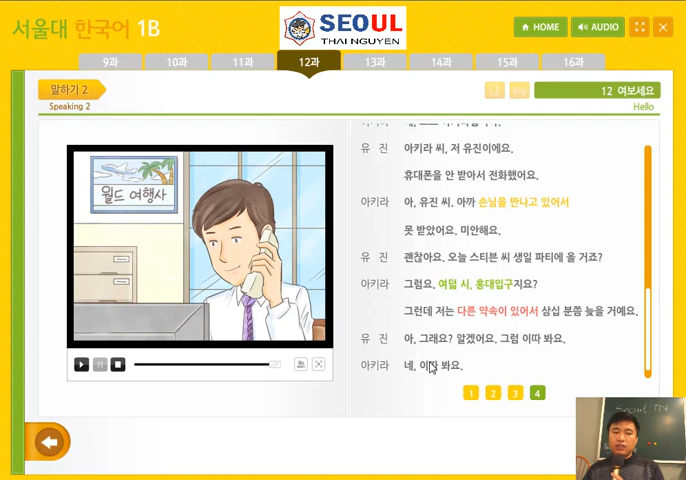 서울대 한국어 1B
SEOUL
THAI NGUYEN
HOME
AUDIO
9과 10과 11과 12과 13과 14과 15과 16과
말하기 2
Speaking 2
12 여보세요
Hello
월드 여행사
유 진 아키라 씨, 저 유진이에요.
휴대폰을 안 받아서 전화했어요.
아키라 아, 유진 씨. 아까 손님을 만나고 있어서
못 받았어요. 미안해요.
유 진 괜찮아요. 오늘 스티븐 씨 생일 파티에 올 거죠?
아키라 그럼요. 여덟 시, 홍대입구지요?
그런데 저는 다른 약속이 있어서 삼십 분쯤 늦을 거예요.
유 진 아, 그래요? 알겠어요. 그럼 이따 봐요.
아키라 네, 이따 봐요.
1 2 3 4
Seoul TN